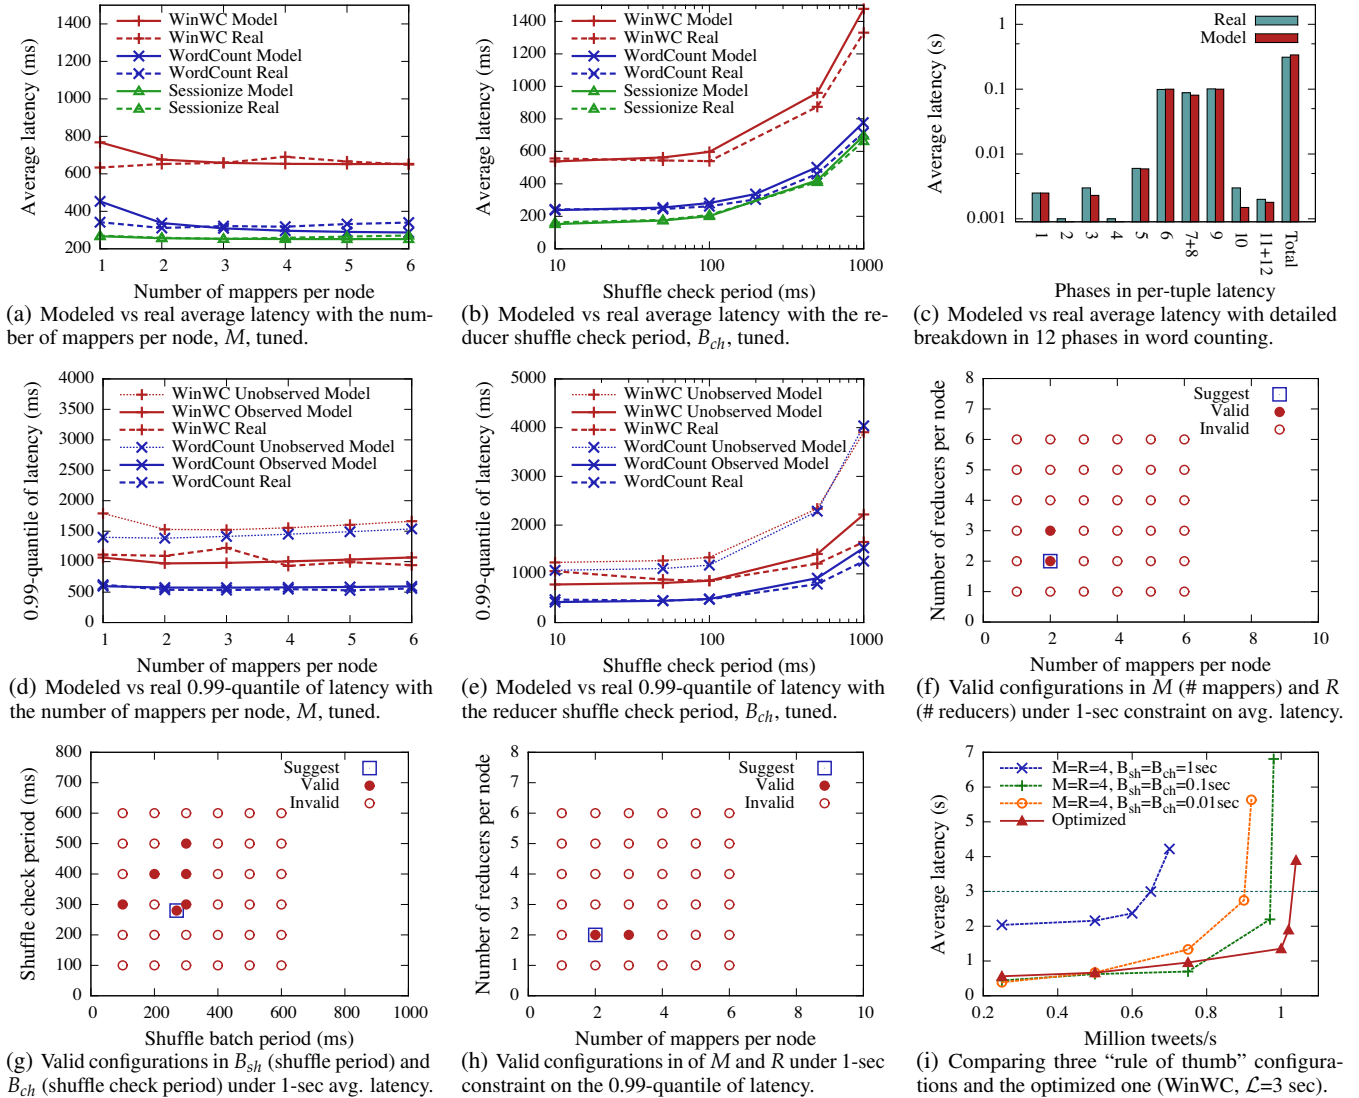 WinWC Model
WinWC Real
WordCount Model
WordCount Real
Sessionize Model
Sessionize Real
Average latency (ms)
1400
1200
1000
800
600
400
200
1 2 3 4 5 6
Number of mappers per node
(a) Modeled vs real average latency with the num-
ber of mappers per node, M, tuned.
WinWC Model
WinWC Real
WordCount Model
WordCount Real
Sessionize Model
Sessionize Real
Average latency (ms)
1400
1200
1000
800
600
400
200
0
10 100 1000
Shuffle check period (ms)
(b) Modeled vs real average latency with the re-
ducer shuffle check period, B_ch, tuned.
Real
Model
Average latency (s)
1
0.1
0.01
0.001
1 2 3 4 5 6 7+8 9 10 11+12 Total
Phases in per-tuple latency
(c) Modeled vs real average latency with detailed
breakdown in 12 phases in word counting.
WinWC Unobserved Model
WinWC Observed Model
WinWC Real
WordCount Unobserved Model
WordCount Observed Model
WordCount Real
0.99-quantile of latency (ms)
4000
3500
3000
2500
2000
1500
1000
500
0
1 2 3 4 5 6
Number of mappers per node
(d) Modeled vs real 0.99-quantile of latency with
the number of mappers per node, M, tuned.
WinWC Unobserved Model
WinWC Unobserved Model
WinWC Real
WordCount Unobserved Model
WordCount Observed Model
WordCount Real
0.99-quantile of latency (ms)
5000
4000
3000
2000
1000
0
10 100 1000
Shuffle check period (ms)
(e) Modeled vs real 0.99-quantile of latency with
the reducer shuffle check period, B_ch, tuned.
Suggest
Valid
Invalid
Number of reducers per node
8
7
6
5
4
3
2
1
0
0 2 4 6 8 10
Number of mappers per node
(f) Valid configurations in M (# mappers) and R
(# reducers) under 1-sec constraint on avg. latency.
Suggest
Valid
Invalid
Shuffle check period (ms)
800
700
600
500
400
300
200
100
0
0 200 400 600 800 1000
Shuffle batch period (ms)
(g) Valid configurations in B_sh (shuffle period) and
B_ch (shuffle check period) under 1-sec avg. latency.
Suggest
Valid
Invalid
Number of reducers per node
8
7
6
5
4
3
2
1
0
0 2 4 6 8 10
Number of mappers per node
(h) Valid configurations in of M and R under 1-sec
constraint on the 0.99-quantile of latency.
M=R=4, B_sh=B_ch=1sec
M=R=4, B_sh=B_ch=0.1sec
M=R=4, B_sh=B_ch=0.01sec
Optimized
Average latency (s)
7
6
5
4
3
2
1
0
0.2 0.4 0.6 0.8 1
Million tweets/s
(i) Comparing three “rule of thumb” configura-
tions and the optimized one (WinWC, ℒ=3 sec).